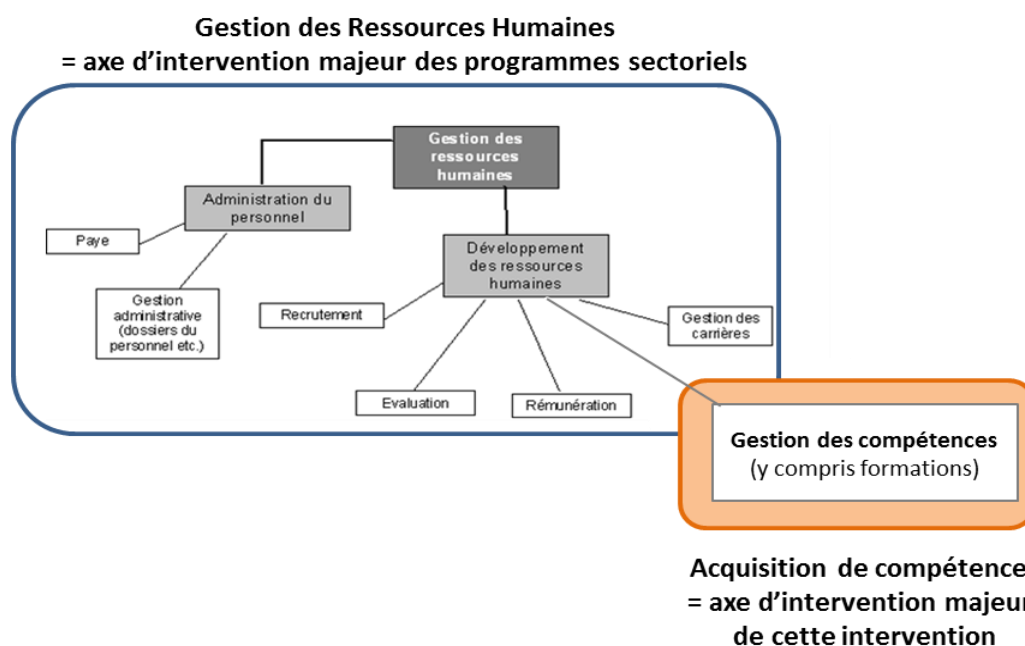 Gestion des Ressources Humaines
= axe d’intervention majeur des programmes sectoriels
Gestion des
ressources
humaines
Administration du
personnel
Paye
Développement
des ressources
humaines
Gestion
administrative
(dossiers du
personnel etc.)
Recrutement
Gestion des
carrières
Evaluation
Rémunération
Gestion des compétences
(y compris formations)
Acquisition de compétence
= axe d’intervention majeur
de cette intervention